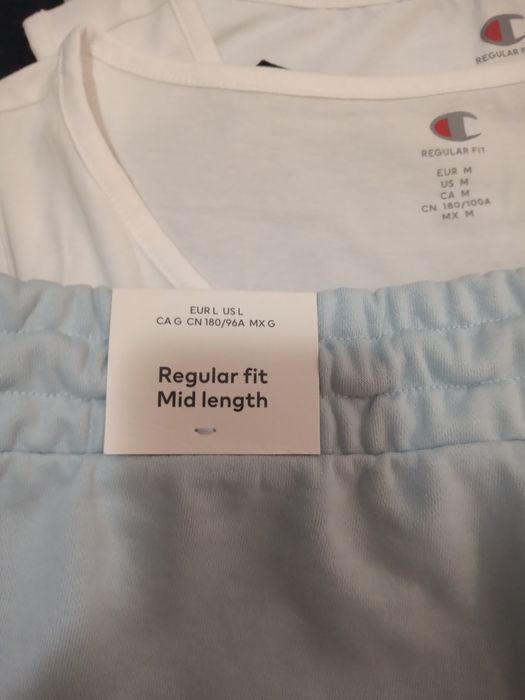 REGULAR
REGULAR FIT
EUR M
US M
CA M
CN 180/100A
MX M
EUR L US L
CA G CN 180/96A MX G
Regular fit
Mid length